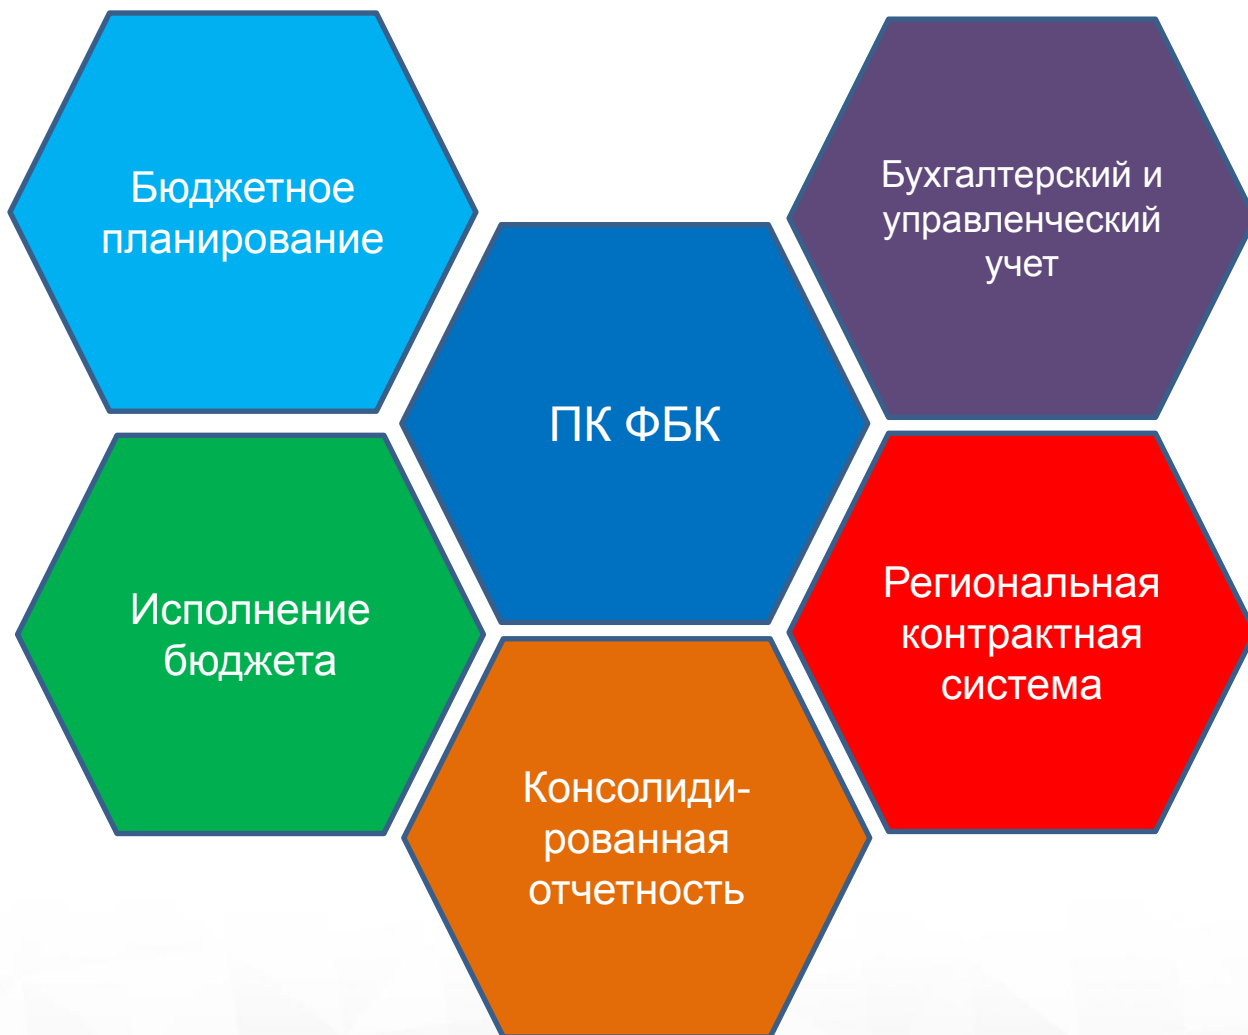 Бюджетное
планирование
Бухгалтерский и
управленческий
учет
ПК ФБК
Исполнение
бюджета
Региональная
контрактная
система
Консолиди-
рованная
отчетность